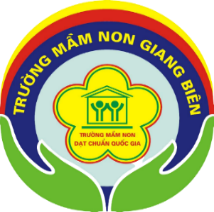 TRƯỜNG MẦM NON GIANG BIÊN
TRƯỜNG MẦM NON
ĐẠT CHUẨN QUỐC GIA